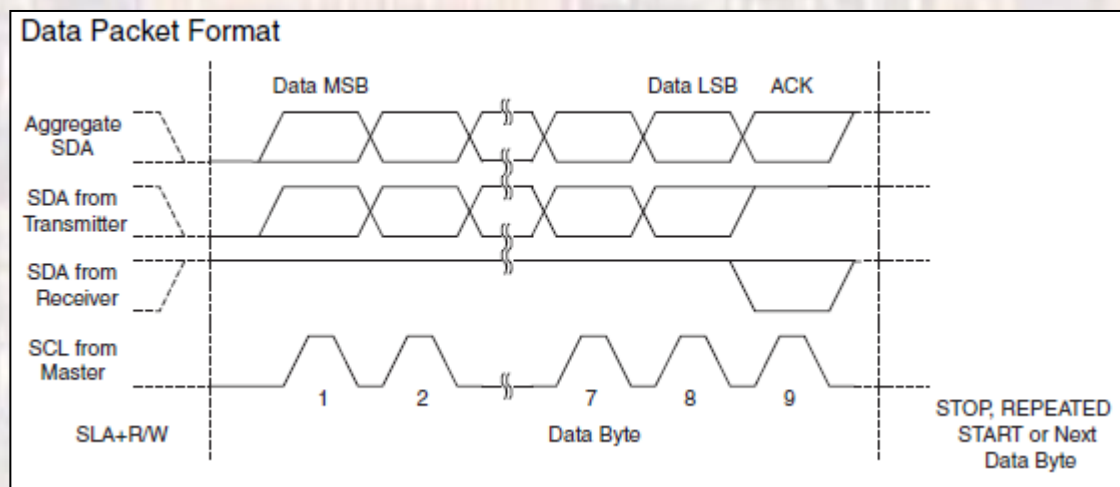 Data Packet Format
Data MSB
Data LSB
ACK
Aggregate
SDA
SDA from
Transmitter
SDA from
Receiver
SCL from
Master
1
2
7
8
9
SLA+R/W
Data Byte
STOP, REPEATED
START or Next
Data Byte